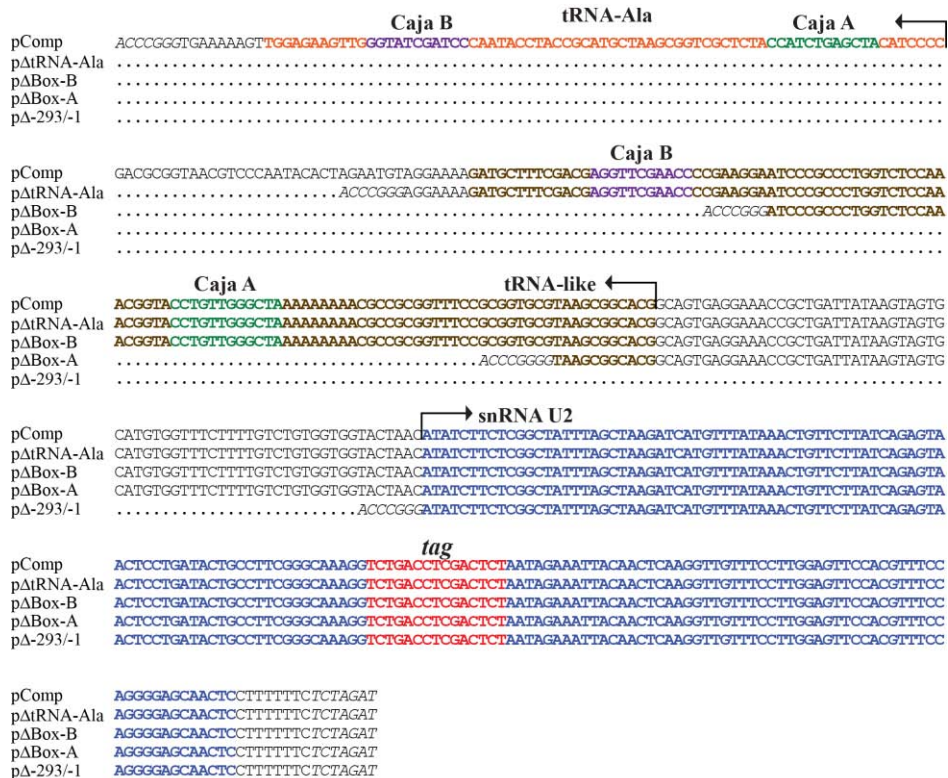 Caja B tRNA-Ala Caja A
pComp ACCCGGGTGAAAAAGTTGGAGAAGTTGGGTATCGATCCCAATACCTACCGCATGCTAAGCGGTCGCTCTACCATCTGAGCTACATCCCC
pΔtRNA-Ala .........................................................................................
pΔBox-B .........................................................................................
pΔBox-A .........................................................................................
pΔ-293/-1 .........................................................................................
Caja B
pComp GACGCGGTAACGTCCCAATACACTAGAATGTAGGAAAAGATGCTTTCGACGAGGTTCGAACCCCGAAGGAATCCCGCCCTGGTCTCCAA
pΔtRNA-Ala ........................ACCCGGGAGGAAAAGATGCTTTCGACGAGGTTCGAACCCCGAAGGAATCCCGCCCTGGTCTCCAA
pΔBox-B ...............................................................ACCCGGGATCCCGCCCTGGTCTCCAA
pΔBox-A .........................................................................................
pΔ-293/-1 .........................................................................................
Caja A tRNA-like
pComp ACGGTACCTGTTGGGCTAAAAAAAAACGCCGCGGTTTCCGCGGTGCGTAAGCGGCACGGCAGTGAGGAAACCGCTGATTATAAGTAGTG
pΔtRNA-Ala ACGGTACCTGTTGGGCTAAAAAAAAACGCCGCGGTTTCCGCGGTGCGTAAGCGGCACGGCAGTGAGGAAACCGCTGATTATAAGTAGTG
pΔBox-B ACGGTACCTGTTGGGCTAAAAAAAAACGCCGCGGTTTCCGCGGTGCGTAAGCGGCACGGCAGTGAGGAAACCGCTGATTATAAGTAGTG
pΔBox-A .......................................ACCCGGGGTAAGCGGCACGGCAGTGAGGAAACCGCTGATTATAAGTAGTG
pΔ-293/-1 .........................................................................................
snRNA U2
pComp CATGTGGTTTCTTTTGTCTGTGGTGGTACTAACATATCTTCTCGGCTATTTAGCTAAGATCATGTTTATAAACTGTTCTTATCAGAGTA
pΔtRNA-Ala CATGTGGTTTCTTTTGTCTGTGGTGGTACTAACATATCTTCTCGGCTATTTAGCTAAGATCATGTTTATAAACTGTTCTTATCAGAGTA
pΔBox-B CATGTGGTTTCTTTTGTCTGTGGTGGTACTAACATATCTTCTCGGCTATTTAGCTAAGATCATGTTTATAAACTGTTCTTATCAGAGTA
pΔBox-A CATGTGGTTTCTTTTGTCTGTGGTGGTACTAACATATCTTCTCGGCTATTTAGCTAAGATCATGTTTATAAACTGTTCTTATCAGAGTA
pΔ-293/-1 ..........................ACCCGGGATATCTTCTCGGCTATTTAGCTAAGATCATGTTTATAAACTGTTCTTATCAGAGTA
tag
pComp ACTCCTGATACTGCCTTCGGGCAAAGGTCTGACCTCGACTCTAATAGAAATTACAACTCAAGGTTGTTTCCTTGGAGTTCCACGTTTCC
pΔtRNA-Ala ACTCCTGATACTGCCTTCGGGCAAAGGTCTGACCTCGACTCTAATAGAAATTACAACTCAAGGTTGTTTCCTTGGAGTTCCACGTTTCC
pΔBox-B ACTCCTGATACTGCCTTCGGGCAAAGGTCTGACCTCGACTCTAATAGAAATTACAACTCAAGGTTGTTTCCTTGGAGTTCCACGTTTCC
pΔBox-A ACTCCTGATACTGCCTTCGGGCAAAGGTCTGACCTCGACTCTAATAGAAATTACAACTCAAGGTTGTTTCCTTGGAGTTCCACGTTTCC
pΔ-293/-1 ACTCCTGATACTGCCTTCGGGCAAAGGTCTGACCTCGACTCTAATAGAAATTACAACTCAAGGTTGTTTCCTTGGAGTTCCACGTTTCC
pComp AGGGGAGCAACTCCTTTTTTCTCTAGAT
pΔtRNA-Ala AGGGGAGCAACTCCTTTTTTCTCTAGAT
pΔBox-B AGGGGAGCAACTCCTTTTTTCTCTAGAT
pΔBox-A AGGGGAGCAACTCCTTTTTTCTCTAGAT
pΔ-293/-1 AGGGGAGCAACTCCTTTTTTCTCTAGAT